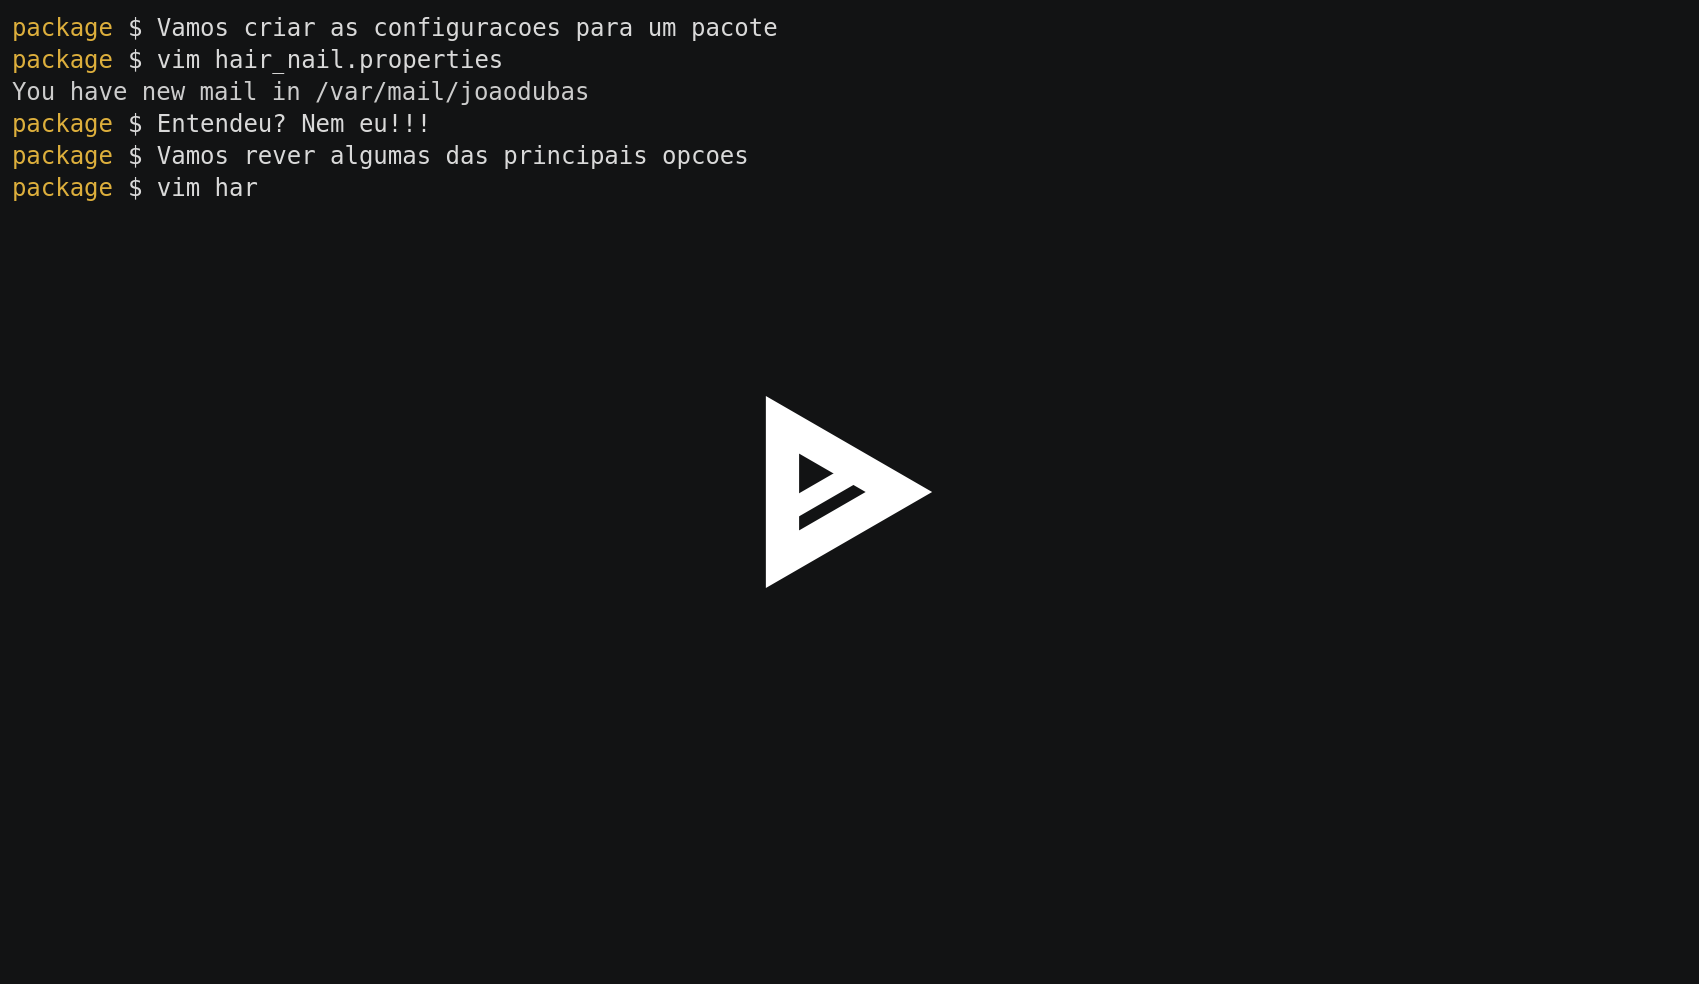 package $ Vamos criar as configuracoes para um pacote
package $ vim hair_nail.properties
You have new mail in /var/mail/joaodubas
package $ Entendeu? Nem eu!!!
package $ Vamos rever algumas das principais opcoes
package $ vim har